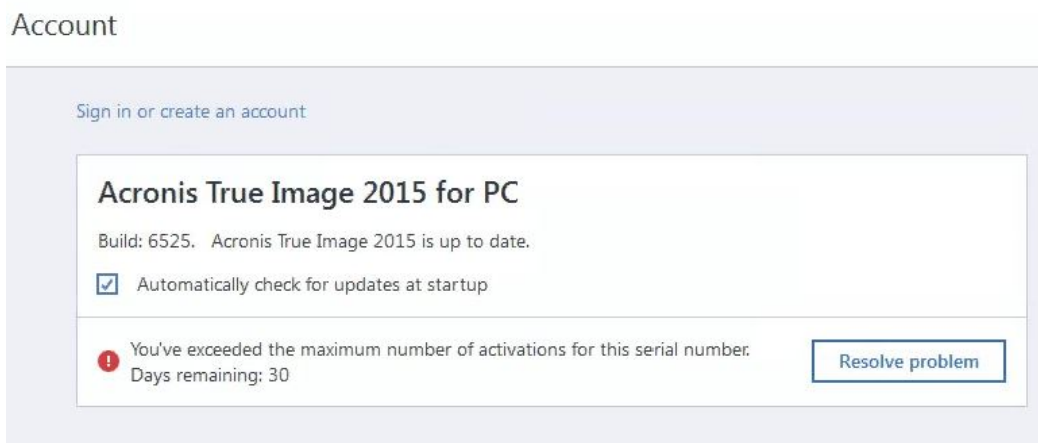 Account
Sign in or create an account
Acronis True Image 2015 for PC
Build: 6525. Acronis True Image 2015 is up to date.
Automatically check for updates at startup
You've exceeded the maximum number of activations for this serial number.
Days remaining: 30
Resolve problem